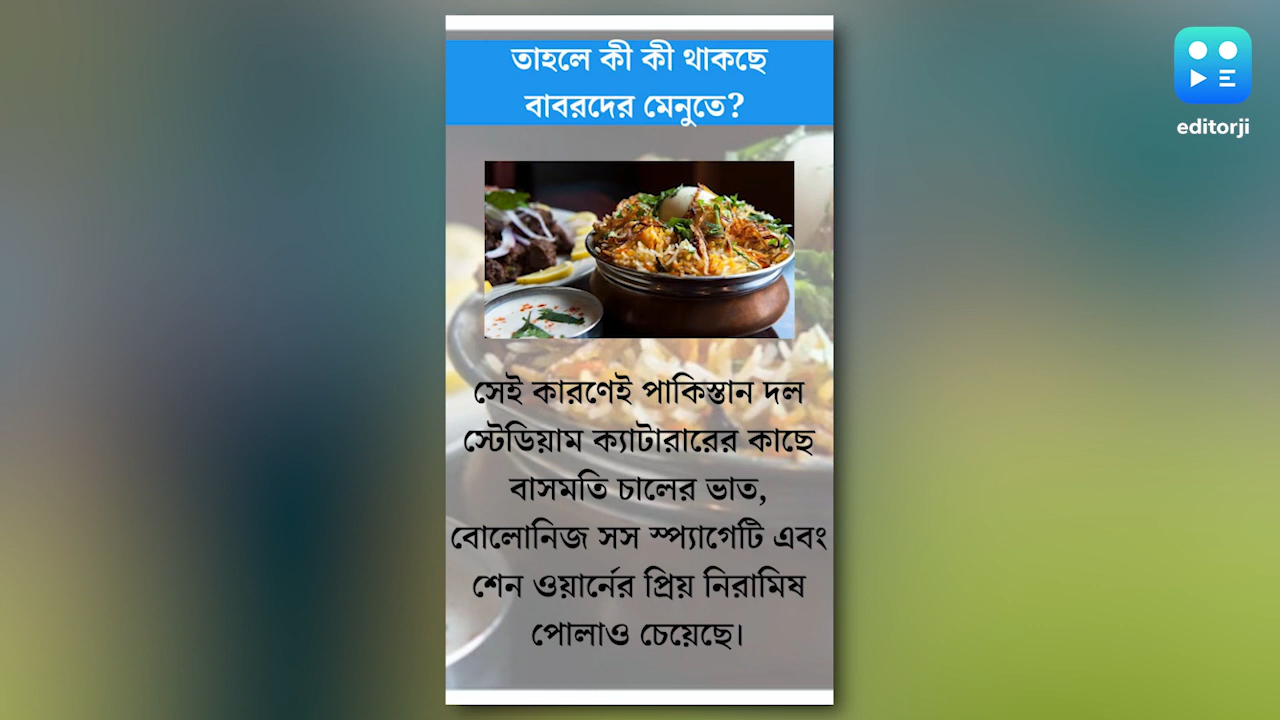 তাহলে কী কী থাকছে
বাবরদের মেনুতে?
editorji
সেই কারণেই পাকিস্তান দল
স্টেডিয়াম ক্যাটারারের কাছে
বাসমতি চালের ভাত,
বোলোনিজ সস স্প্যাগেটি এবং
শেন ওয়ার্নের প্রিয় নিরামিষ
পোলাও চেয়েছে।